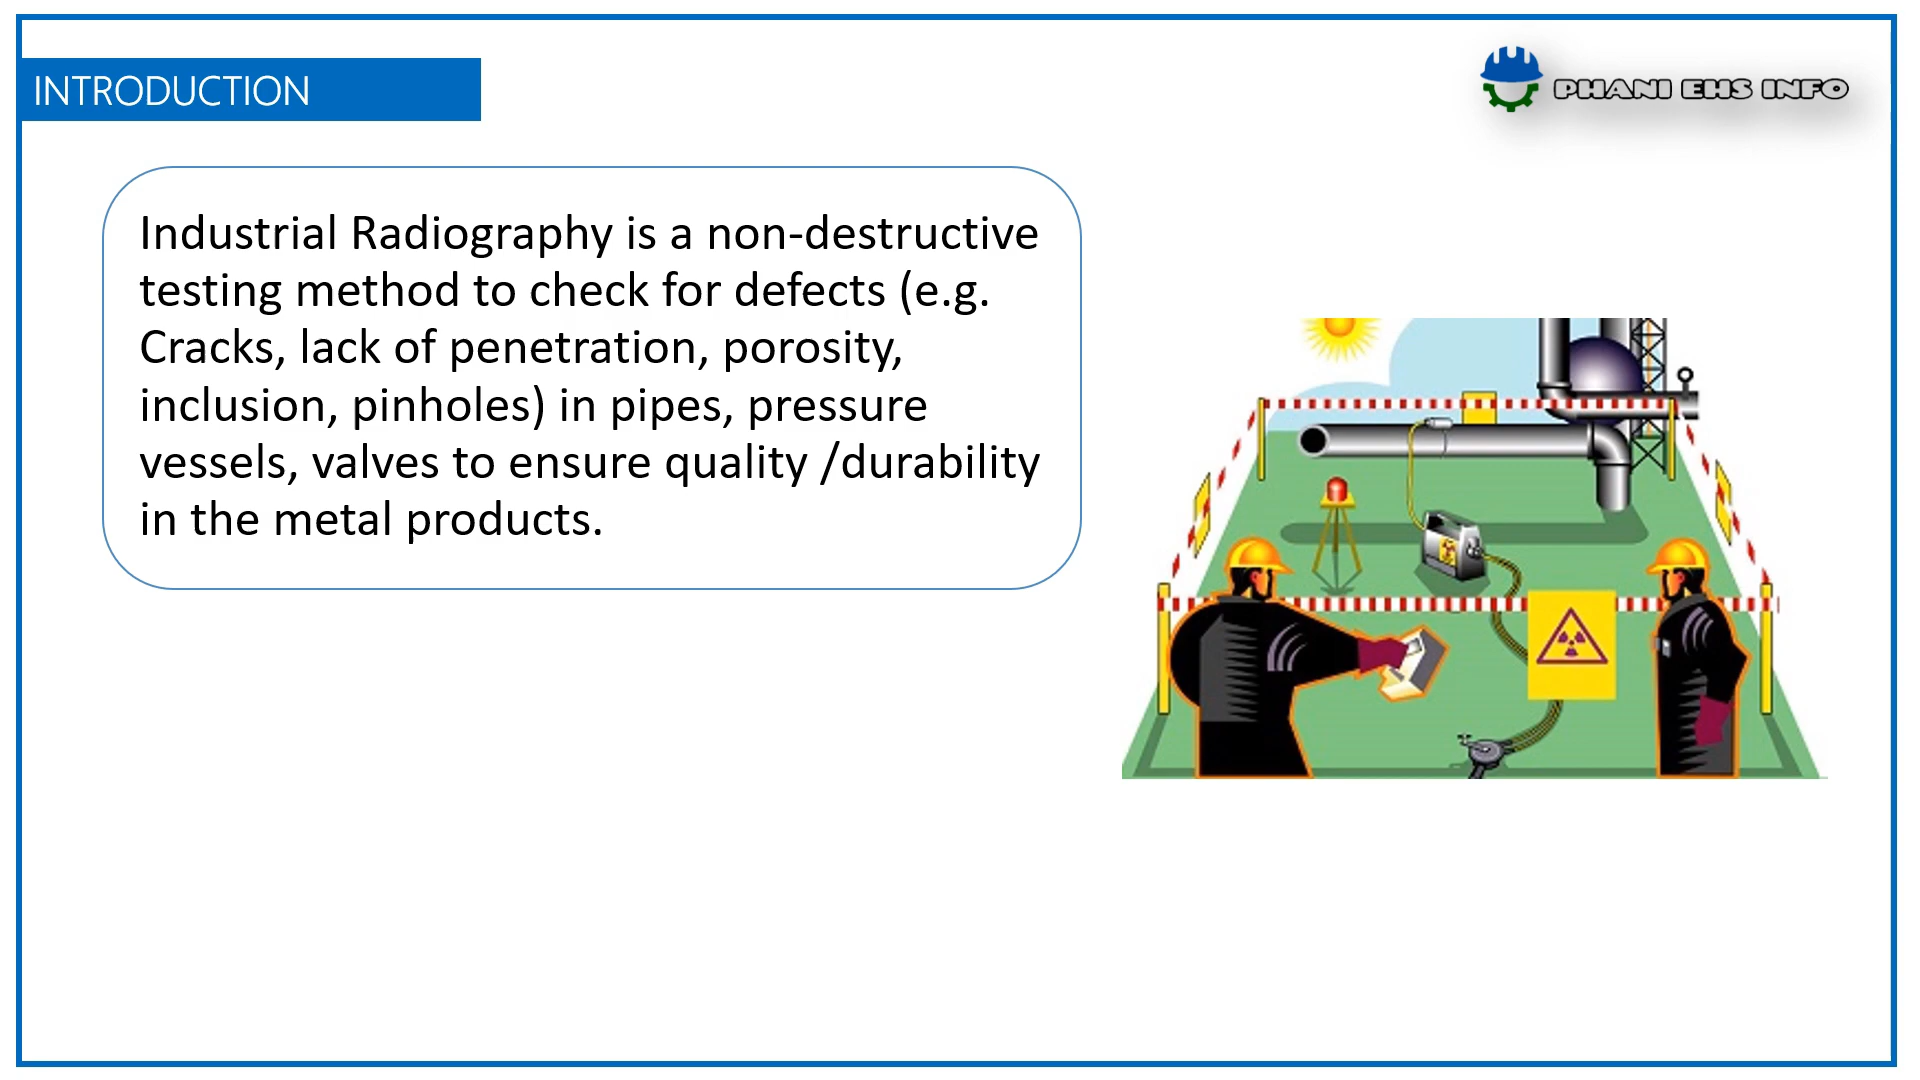 INTRODUCTION
PHANI EHS INFO
Industrial Radiography is a non-destructive
testing method to check for defects (e.g.
Cracks, lack of penetration, porosity,
inclusion, pinholes) in pipes, pressure
vessels, valves to ensure quality /durability
in the metal products.